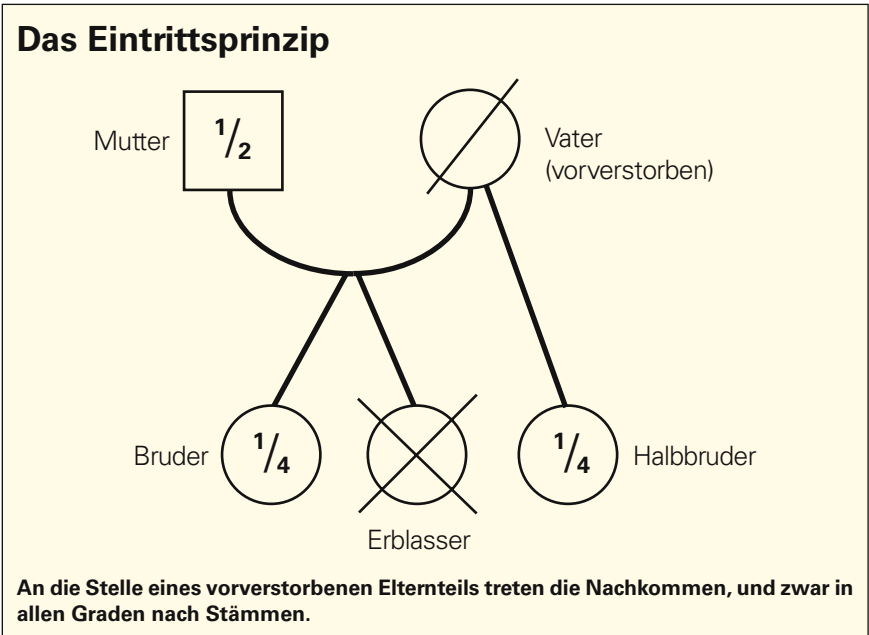 Das Eintrittsprinzip
Mutter
1/2
Vater
(vorverstorben)
Bruder
1/4
1/4
Halbbruder
Erblasser
An die Stelle eines vorverstorbenen Elternteils treten die Nachkommen, und zwar in
allen Graden nach Stämmen.